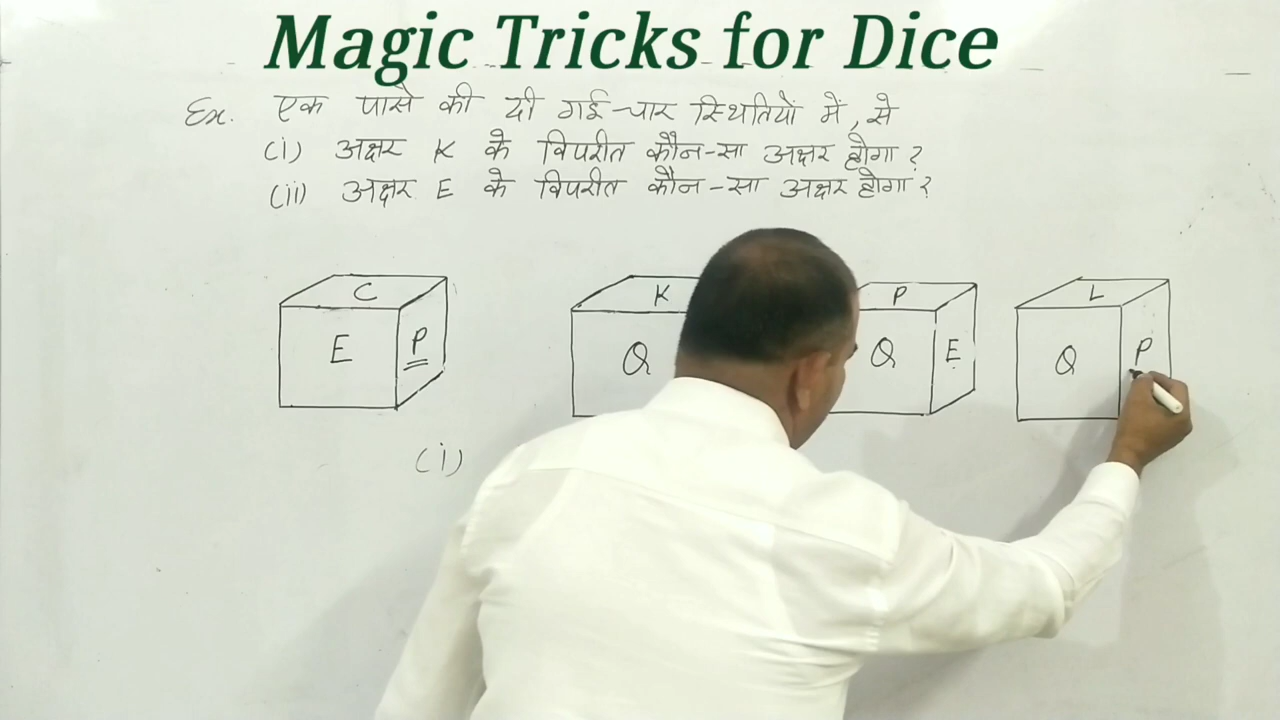 Magic Tricks for Dice
Ex. एक पासे की दी गई चार स्थितियों में, से
(i) अक्षर K के विपरीत कौन-सा अक्षर होगा?
(ii) अक्षर E के विपरीत कौन-सा अक्षर होगा?
C K P L
E P Q Q E Q P
(i)